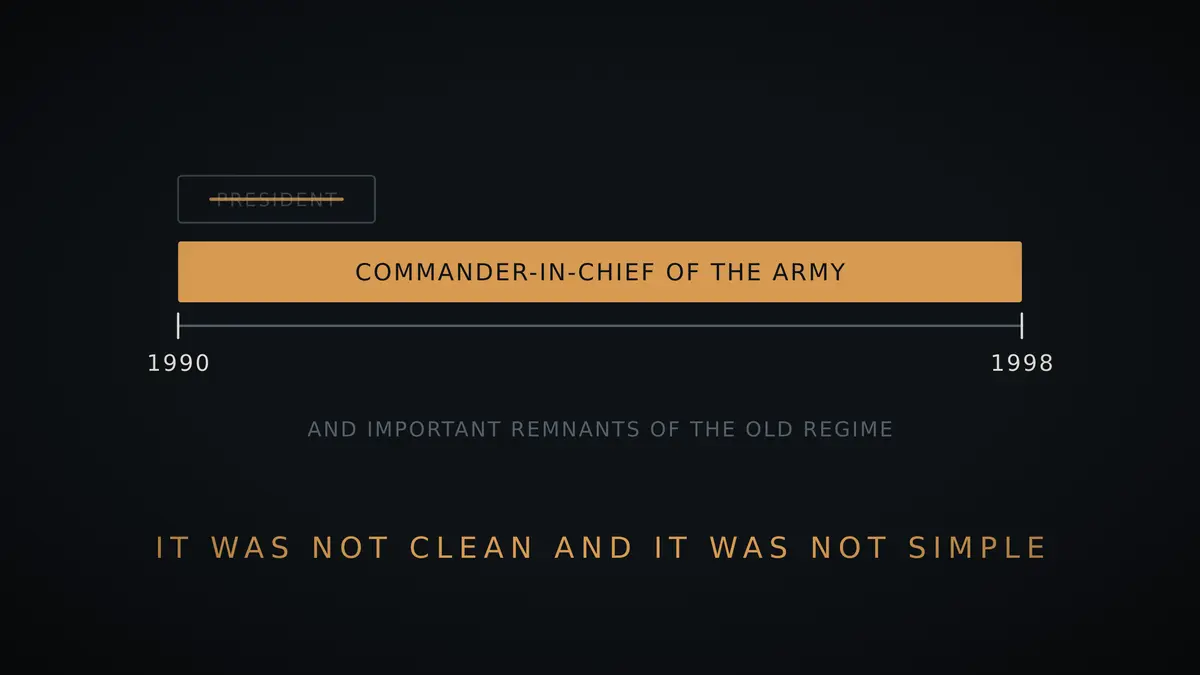 PRESIDENT
COMMANDER-IN-CHIEF OF THE ARMY
1990 1998
AND IMPORTANT REMNANTS OF THE OLD REGIME
IT WAS NOT CLEAN AND IT WAS NOT SIMPLE